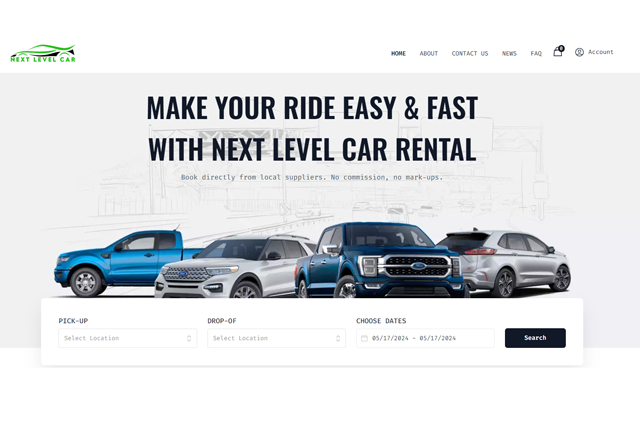 NEXT LEVEL CAR
HOME ABOUT CONTACT US NEWS FAQ 0 Account
MAKE YOUR RIDE EASY & FAST
WITH NEXT LEVEL CAR RENTAL
Book directly from local suppliers. No commission, no mark-ups.
PICK-UP DROP-OF CHOOSE DATES
Select Location Select Location 05/17/2024 - 05/17/2024 Search